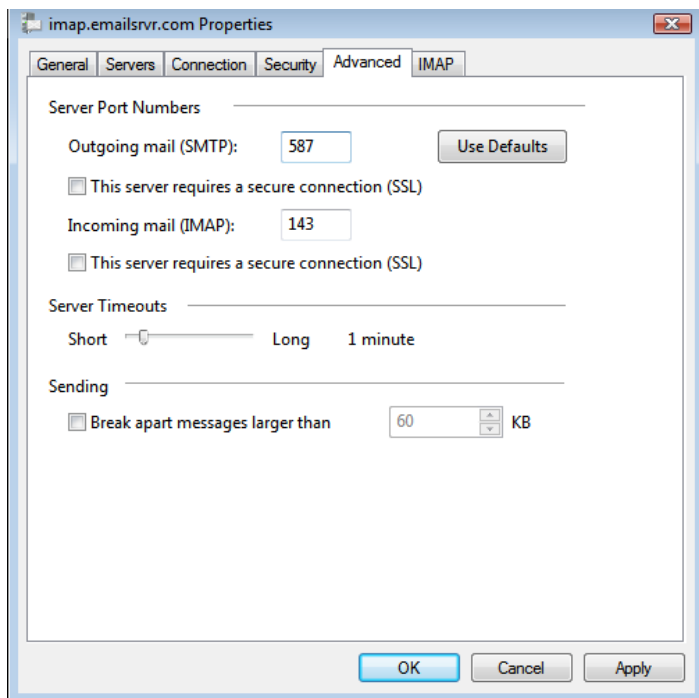 imap.emailsrvr.com Properties
General Servers Connection Security Advanced IMAP
Server Port Numbers
Outgoing mail (SMTP): 587 Use Defaults
This server requires a secure connection (SSL)
Incoming mail (IMAP): 143
This server requires a secure connection (SSL)
Server Timeouts
Short Long 1 minute
Sending
Break apart messages larger than 60 KB
OK Cancel Apply